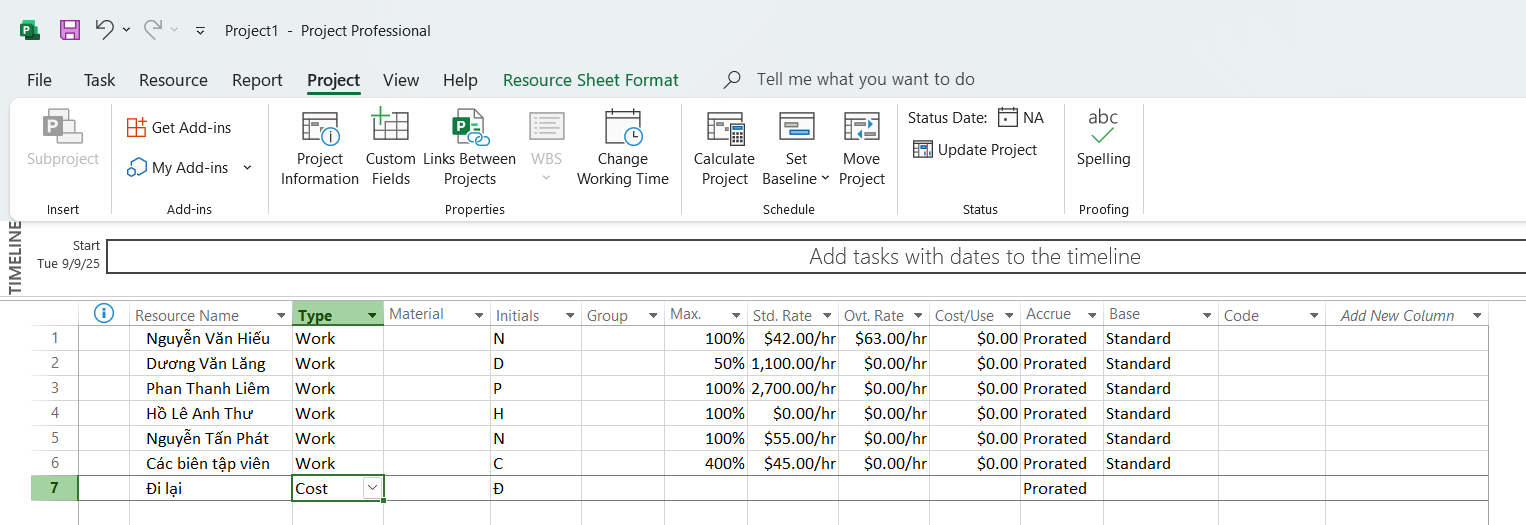 Project1 - Project Professional
File Task Resource Report Project View Help Resource Sheet Format Tell me what you want to do
Subproject
Insert
Get Add-ins
My Add-ins
Add-ins
Project Information
Custom Fields
Links Between Projects
WBS
Change Working Time
Properties
Calculate Project
Set Baseline
Move Project
Schedule
Status Date: NA
Update Project
Status
abc
Spelling
Proofing
TIMELINE
Start
Tue 9/9/25
Add tasks with dates to the timeline
Resource Name Type Material Initials Group Max. Std. Rate Ovt. Rate Cost/Use Accrue Base Code Add New Column
1 Nguyễn Văn Hiếu Work N 100% $42.00/hr $63.00/hr $0.00 Prorated Standard
2 Dương Văn Lăng Work D 50% 1,100.00/hr $0.00/hr $0.00 Prorated Standard
3 Phan Thanh Liêm Work P 100% 2,700.00/hr $0.00/hr $0.00 Prorated Standard
4 Hồ Lê Anh Thư Work H 100% $0.00/hr $0.00/hr $0.00 Prorated Standard
5 Nguyễn Tấn Phát Work N 100% $55.00/hr $0.00/hr $0.00 Prorated Standard
6 Các biên tập viên Work C 400% $45.00/hr $0.00/hr $0.00 Prorated Standard
7 Đi lại Cost Đ Prorated